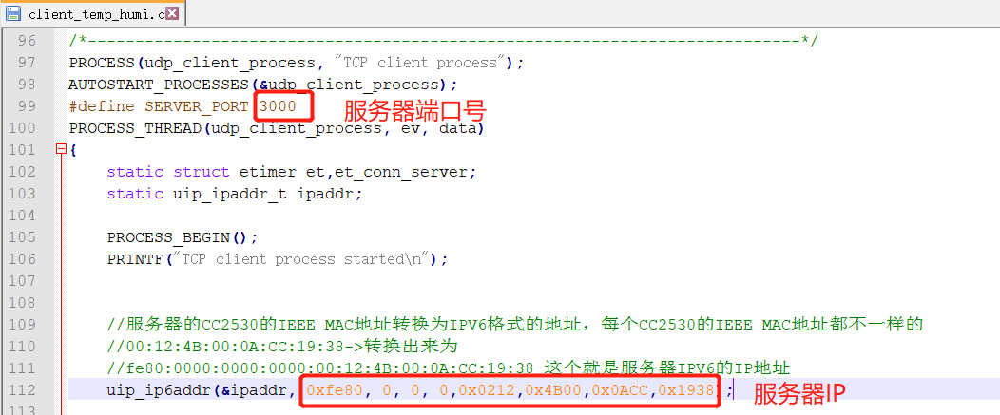 client_temp_humi.c
96 /*---------------------------------------------------------------------------*/
97 PROCESS(udp_client_process, "TCP client process");
98 AUTOSTART_PROCESSES(&udp_client_process);
99 #define SERVER_PORT 3000 服务器端口号
100 PROCESS_THREAD(udp_client_process, ev, data)
101 {
102 static struct etimer et,et_conn_server;
103 static uip_ipaddr_t ipaddr;
104
105 PROCESS_BEGIN();
106 PRINTF("TCP client process started\n");
107
108
109 //服务器的CC2530的IEEE MAC地址转换为IPV6格式的地址，每个CC2530的IEEE MAC地址都不一样的
110 //00:12:4B:00:0A:CC:19:38->转换出来为
111 //fe80:0000:0000:0000:00:12:4B:00:0A:CC:19:38 这个就是服务器IPV6的IP地址
112 uip_ip6addr(&ipaddr, 0xfe80, 0, 0, 0,0x0212,0x4B00,0x0ACC,0x1938); 服务器IP
113